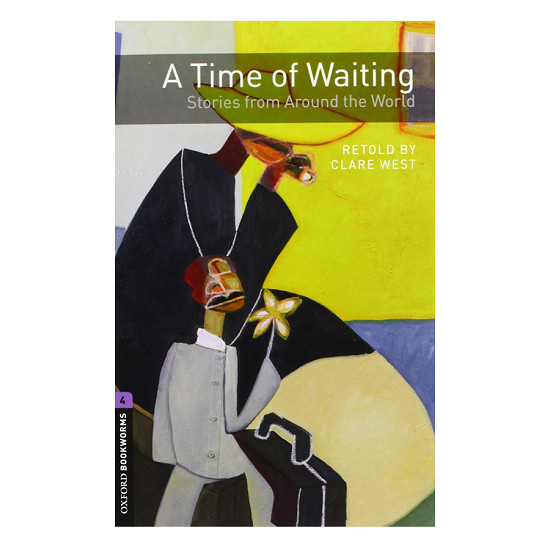 A Time of Waiting
Stories from Around the World
RETOLD BY
CLARE WEST
4
OXFORD BOOKWORMS